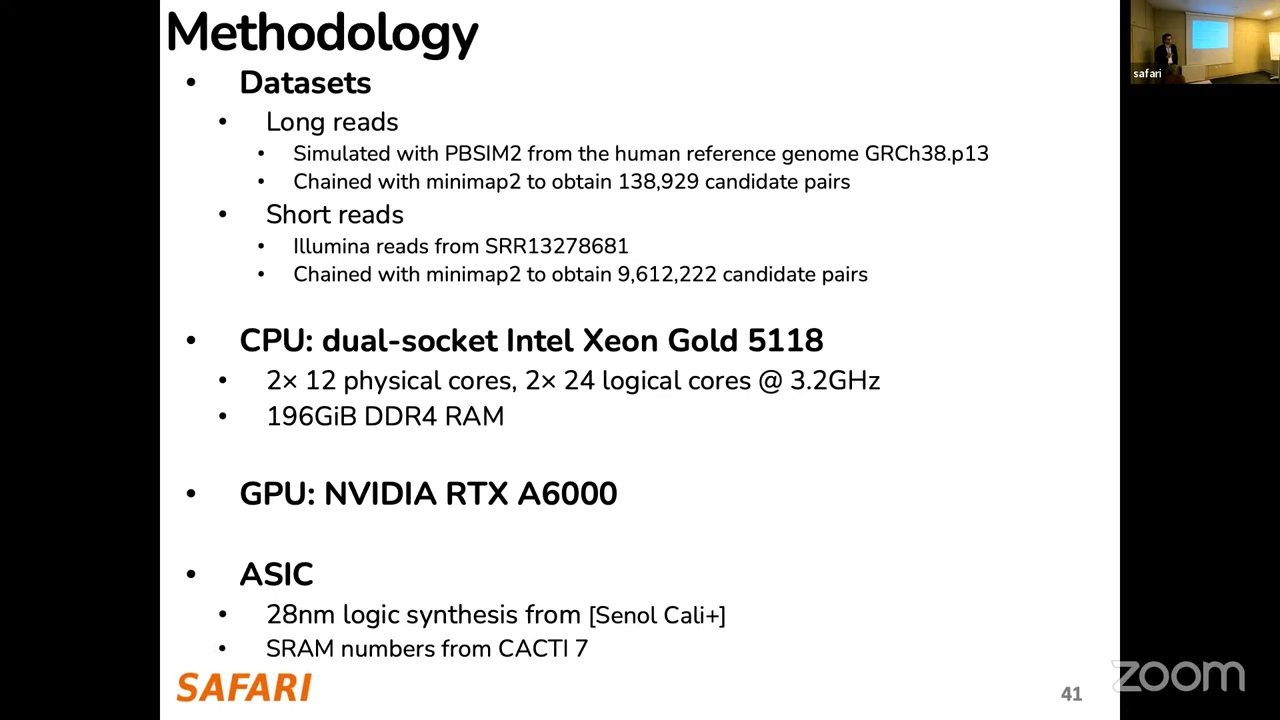 Methodology
• Datasets
• Long reads
• Simulated with PBSIM2 from the human reference genome GRCh38.p13
• Chained with minimap2 to obtain 138,929 candidate pairs
• Short reads
• Illumina reads from SRR13278681
• Chained with minimap2 to obtain 9,612,222 candidate pairs
• CPU: dual-socket Intel Xeon Gold 5118
• 2× 12 physical cores, 2× 24 logical cores @ 3.2GHz
• 196GiB DDR4 RAM
• GPU: NVIDIA RTX A6000
• ASIC
• 28nm logic synthesis from [Senol Cali+]
• SRAM numbers from CACTI 7
SAFARI
41
safari
zoom